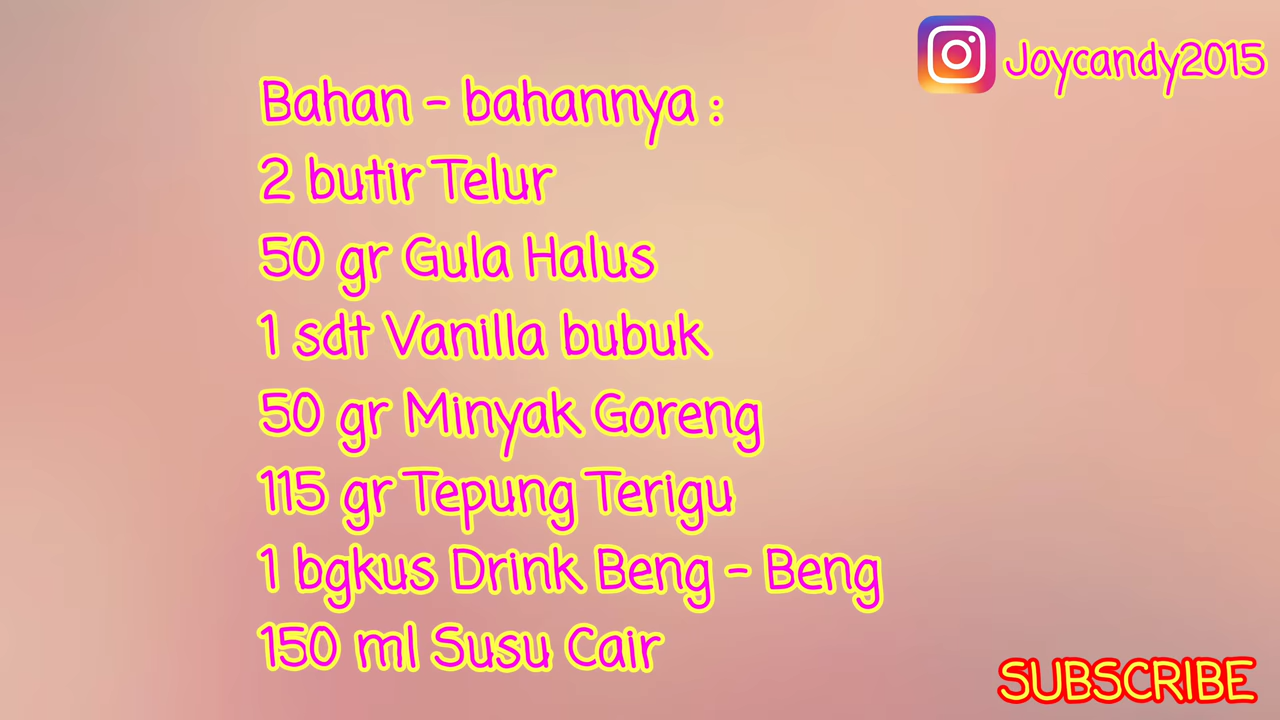 Joycandy2015
Bahan - bahannya :
2 butir Telur
50 gr Gula Halus
1 sdt Vanilla bubuk
50 gr Minyak Goreng
115 gr Tepung Terigu
1 bgkus Drink Beng - Beng
150 ml Susu Cair
SUBSCRIBE